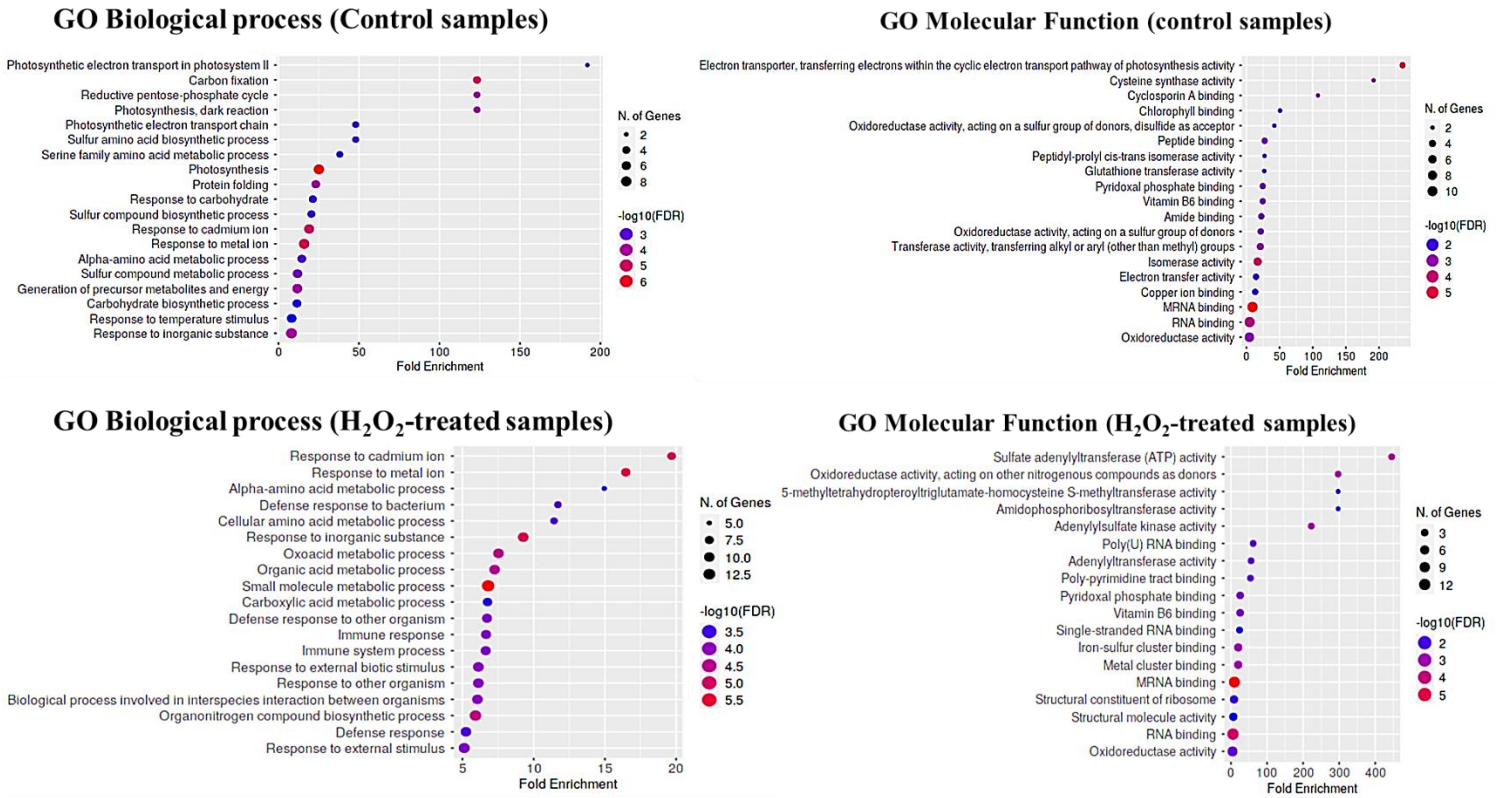 GO Biological process (Control samples)
Photosynthetic electron transport in photosystem II
Carbon fixation
Reductive pentose-phosphate cycle
Photosynthesis, dark reaction
Photosynthetic electron transport chain
Sulfur amino acid biosynthetic process
Serine family amino acid metabolic process
Photosynthesis
Protein folding
Response to carbohydrate
Sulfur compound biosynthetic process
Response to cadmium ion
Response to metal ion
Alpha-amino acid metabolic process
Sulfur compound metabolic process
Generation of precursor metabolites and energy
Carbohydrate biosynthetic process
Response to temperature stimulus
Response to inorganic substance
0 50 100 150 200
Fold Enrichment
N. of Genes
2
4
6
8
-log10(FDR)
3
4
5
6
GO Molecular Function (control samples)
Electron transporter, transferring electrons within the cyclic electron transport pathway of photosynthesis activity
Cysteine synthase activity
Cyclosporin A binding
Chlorophyll binding
Oxidoreductase activity, acting on a sulfur group of donors, disulfide as acceptor
Peptide binding
Peptidyl-prolyl cis-trans isomerase activity
Glutathione transferase activity
Pyridoxal phosphate binding
Vitamin B6 binding
Amide binding
Oxidoreductase activity, acting on a sulfur group of donors
Transferase activity, transferring alkyl or aryl (other than methyl) groups
Isomerase activity
Electron transfer activity
Copper ion binding
MRNA binding
RNA binding
Oxidoreductase activity
0 50 100 150 200
Fold Enrichment
N. of Genes
2
4
6
8
10
-log10(FDR)
2
3
4
5
GO Biological process (H₂O₂-treated samples)
Response to cadmium ion
Response to metal ion
Alpha-amino acid metabolic process
Defense response to bacterium
Cellular amino acid metabolic process
Response to inorganic substance
Oxoacid metabolic process
Organic acid metabolic process
Small molecule metabolic process
Carboxylic acid metabolic process
Defense response to other organism
Immune response
Immune system process
Response to external biotic stimulus
Response to other organism
Biological process involved in interspecies interaction between organisms
Organonitrogen compound biosynthetic process
Defense response
Response to external stimulus
5 10 15 20
Fold Enrichment
N. of Genes
5.0
7.5
10.0
12.5
-log10(FDR)
3.5
4.0
4.5
5.0
5.5
GO Molecular Function (H₂O₂-treated samples)
Sulfate adenylyltransferase (ATP) activity
Oxidoreductase activity, acting on other nitrogenous compounds as donors
5-methyltetrahydropteroyltriglutamate-homocysteine S-methyltransferase activity
Amidophosphoribosyltransferase activity
Adenylylsulfate kinase activity
Poly(U) RNA binding
Adenylyltransferase activity
Poly-pyrimidine tract binding
Pyridoxal phosphate binding
Vitamin B6 binding
Single-stranded RNA binding
Iron-sulfur cluster binding
Metal cluster binding
MRNA binding
Structural constituent of ribosome
Structural molecule activity
RNA binding
Oxidoreductase activity
0 100 200 300 400
Fold Enrichment
N. of Genes
3
6
9
12
-log10(FDR)
2
3
4
5